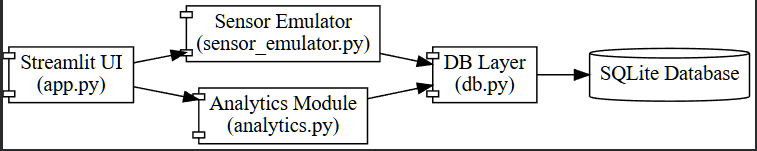 Streamlit UI
(app.py)
Sensor Emulator
(sensor_emulator.py)
Analytics Module
(analytics.py)
DB Layer
(db.py)
SQLite Database